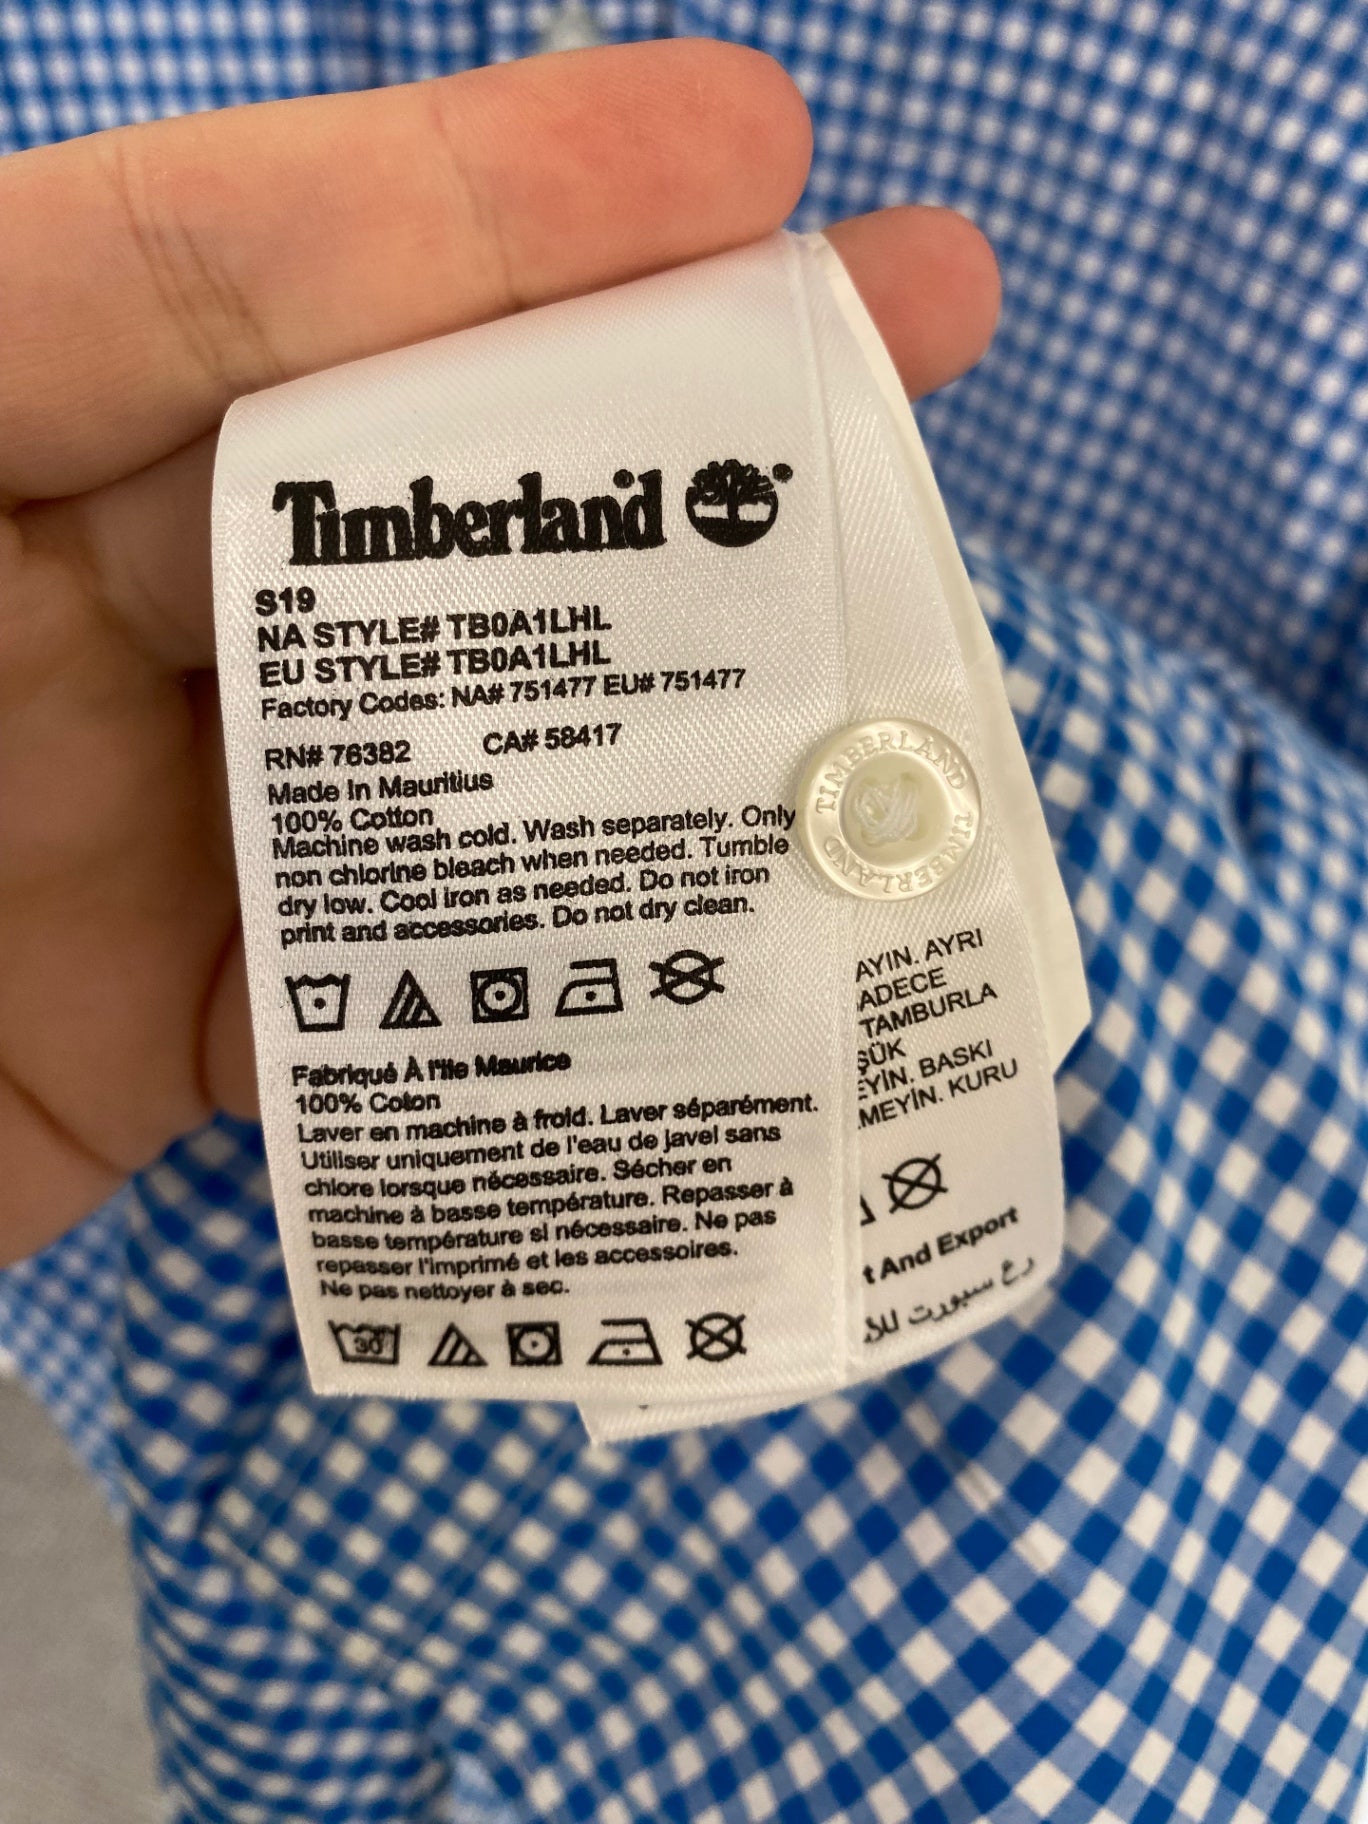 Timberland
S19
NA STYLE# TB0A1LHL
EU STYLE# TB0A1LHL
Factory Codes: NA# 751477 EU# 751477
RN# 76382 CA# 58417
Made In Mauritius
100% Cotton
Machine wash cold. Wash separately. Only
non chlorine bleach when needed. Tumble
dry low. Cool iron as needed. Do not iron
print and accessories. Do not dry clean.
Fabriqué À l'Ile Maurice
100% Coton
Laver en machine à froid. Laver séparément.
Utiliser uniquement de l'eau de javel sans
chlore lorsque nécessaire. Sécher en
machine à basse température. Repasser à
basse température si nécessaire. Ne pas
repasser l'imprimé et les accessoires.
Ne pas nettoyer à sec.
30
TIMBERLAND TIMBERLAND
AYIN. AYRI
ADECE
TAMBURLA
ŞÜK
EYİN. BASKI
MEYİN. KURU
t And Export